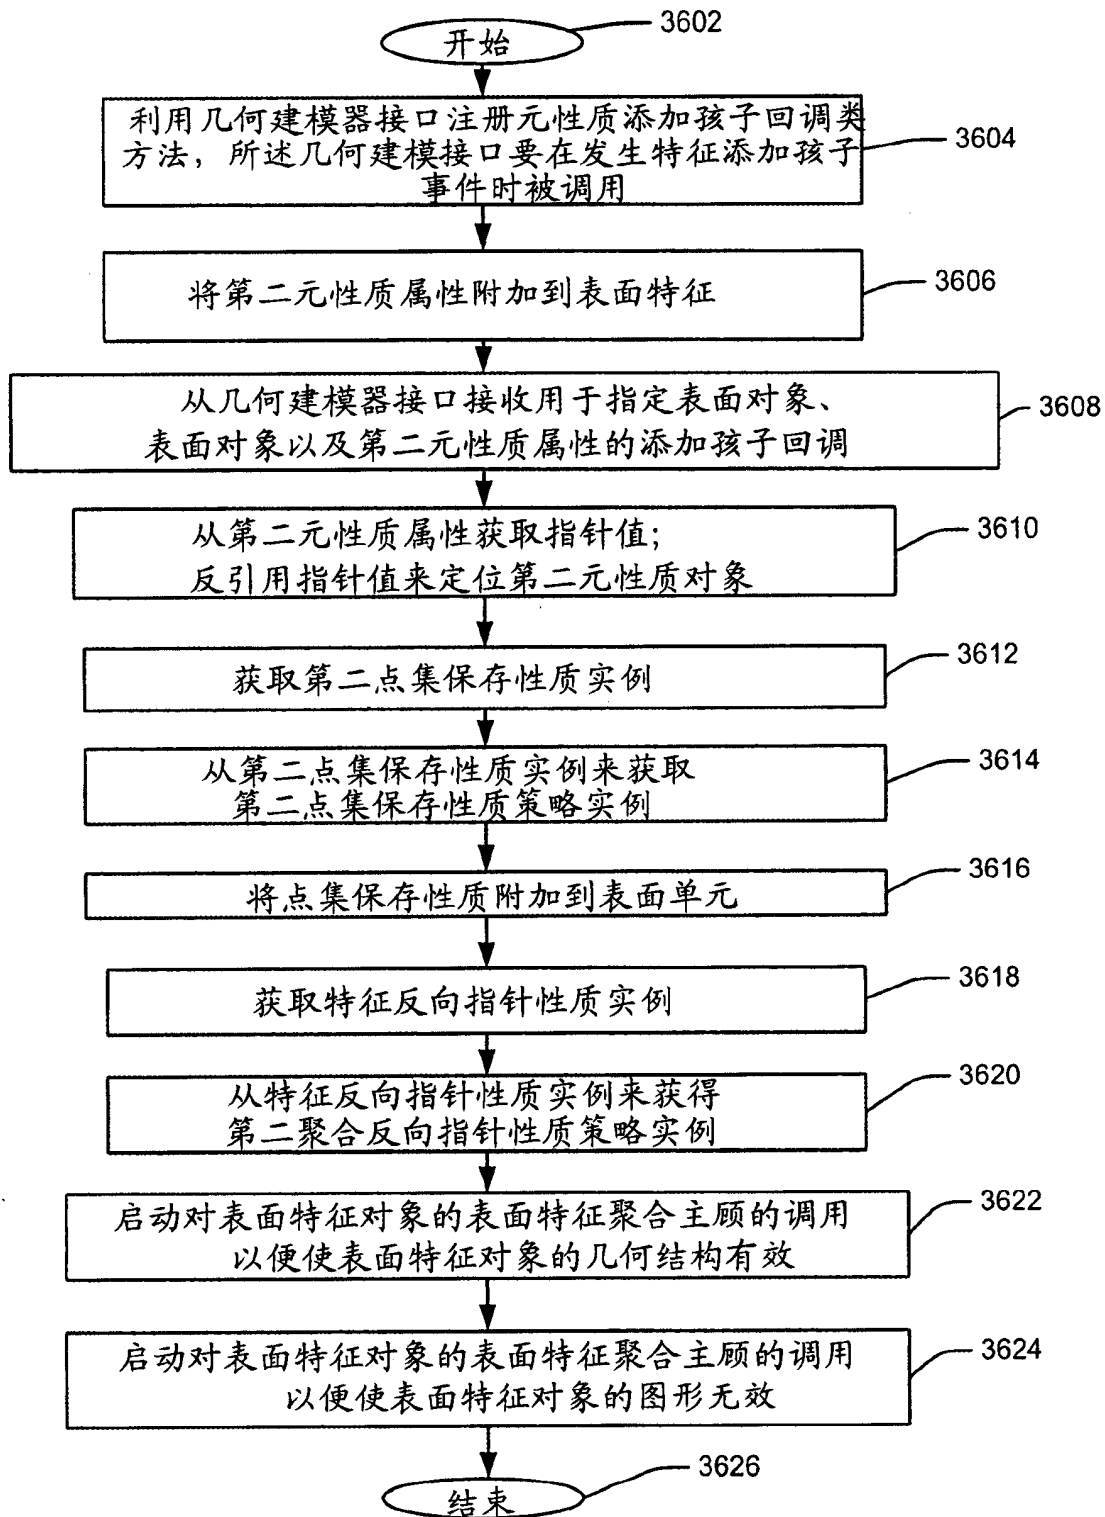 开始
3602
利用几何建模器接口注册元性质添加孩子回调类
方法，所述几何建模接口要在发生特征添加孩子
事件时被调用
3604
将第二元性质属性附加到表面特征
3606
从几何建模器接口接收用于指定表面对象、
表面对象以及第二元性质属性的添加孩子回调
3608
从第二元性质属性获取指针值；
反引用指针值来定位第二元性质对象
3610
获取第二点集保存性质实例
3612
从第二点集保存性质实例来获取
第二点集保存性质策略实例
3614
将点集保存性质附加到表面单元
3616
获取特征反向指针性质实例
3618
从特征反向指针性质实例来获得
第二聚合反向指针性质策略实例
3620
启动对表面特征对象的表面特征聚合主顾的调用
以便使表面特征对象的几何结构有效
3622
启动对表面特征对象的表面特征聚合主顾的调用
以便使表面特征对象的图形无效
3624
结束
3626